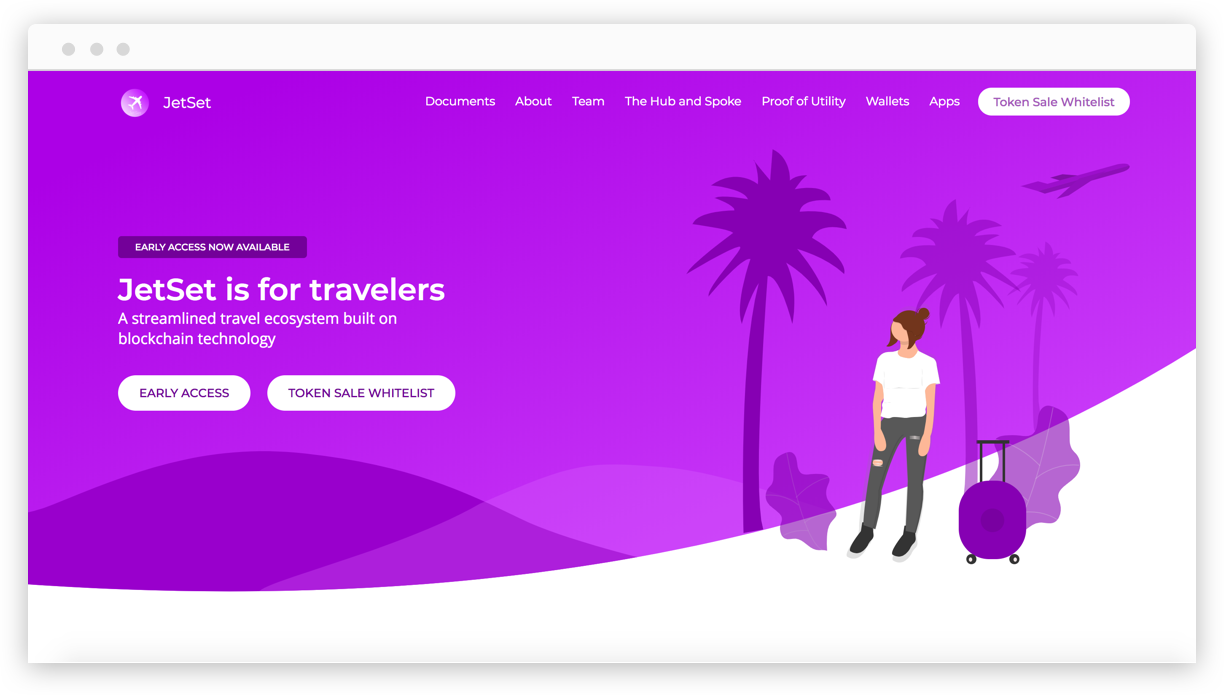 JetSet
Documents About Team The Hub and Spoke Proof of Utility Wallets Apps Token Sale Whitelist
EARLY ACCESS NOW AVAILABLE
JetSet is for travelers
A streamlined travel ecosystem built on
blockchain technology
EARLY ACCESS TOKEN SALE WHITELIST